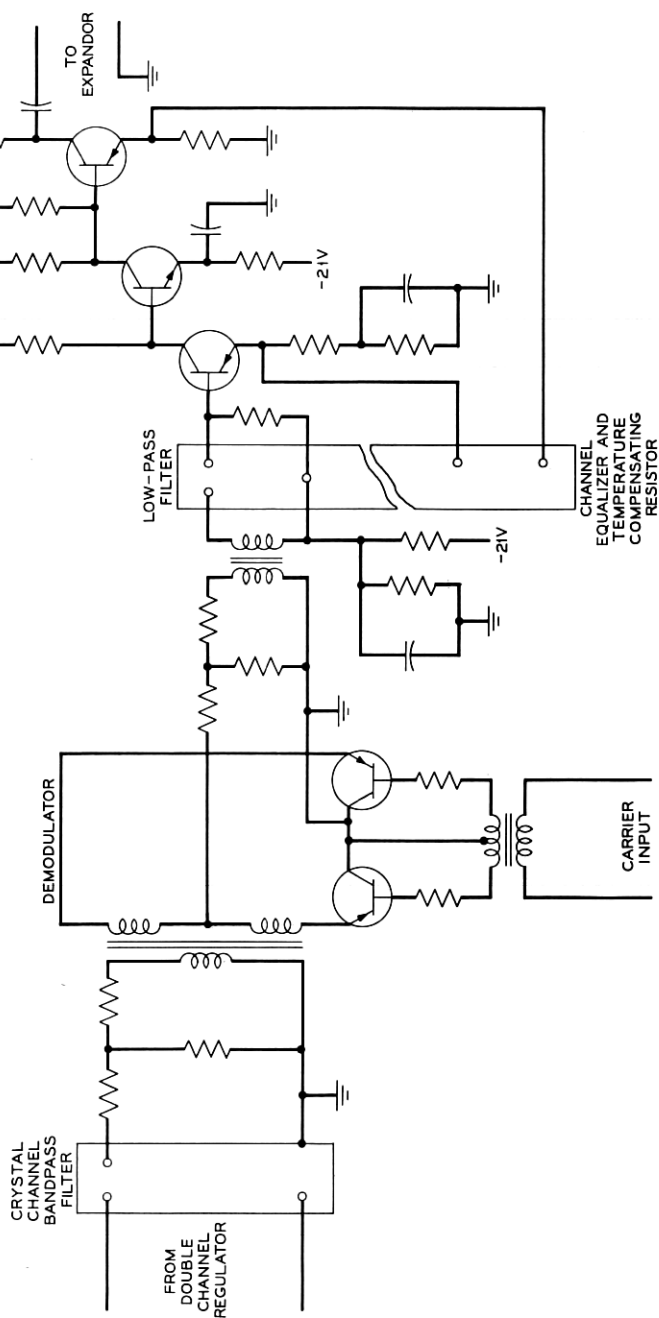 CRYSTAL
CHANNEL
BANDPASS
FILTER
FROM
DOUBLE
CHANNEL
REGULATOR
DEMODULATOR
CARRIER
INPUT
LOW-PASS
FILTER
-21V
CHANNEL
EQUALIZER AND
TEMPERATURE
COMPENSATING
RESISTOR
-21V
TO
EXPANDOR